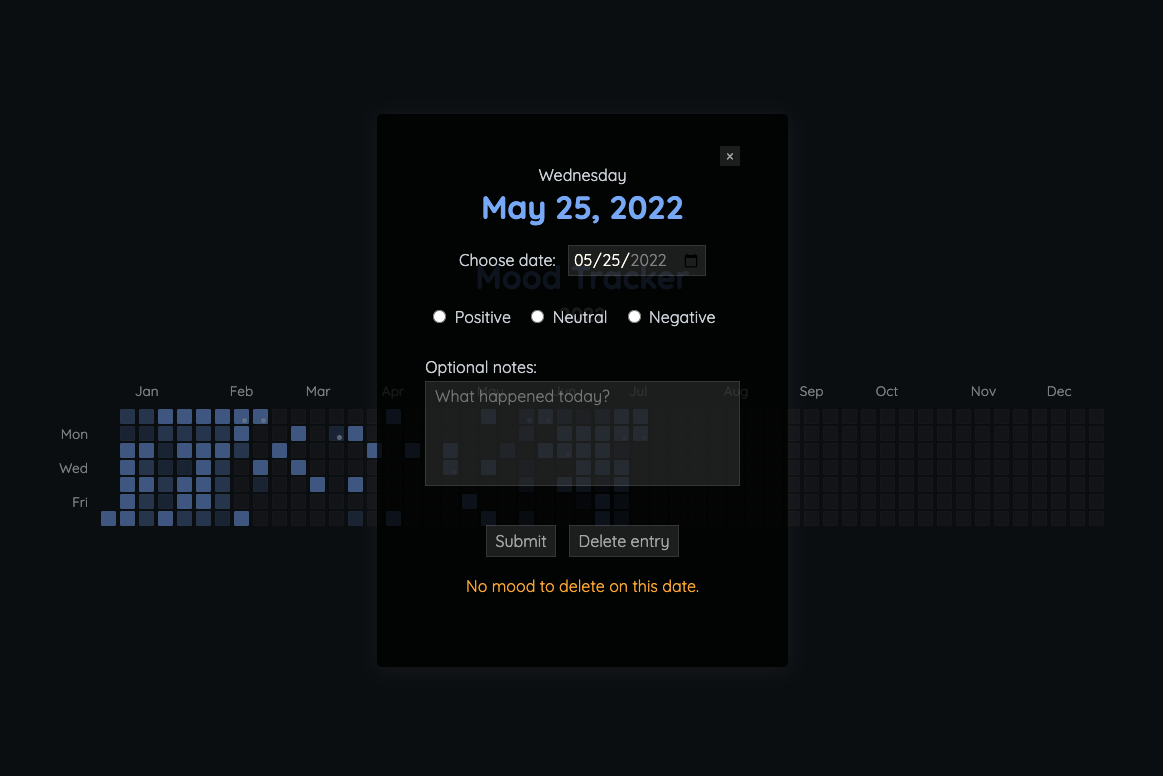 ×
Wednesday
May 25, 2022
Choose date: 05/25/2022
Mood Tracker
2022
Positive Neutral Negative
Optional notes:
What happened today?
Jan Feb Mar Apr May Jun Jul Aug Sep Oct Nov Dec
Mon
Wed
Fri
Submit Delete entry
No mood to delete on this date.